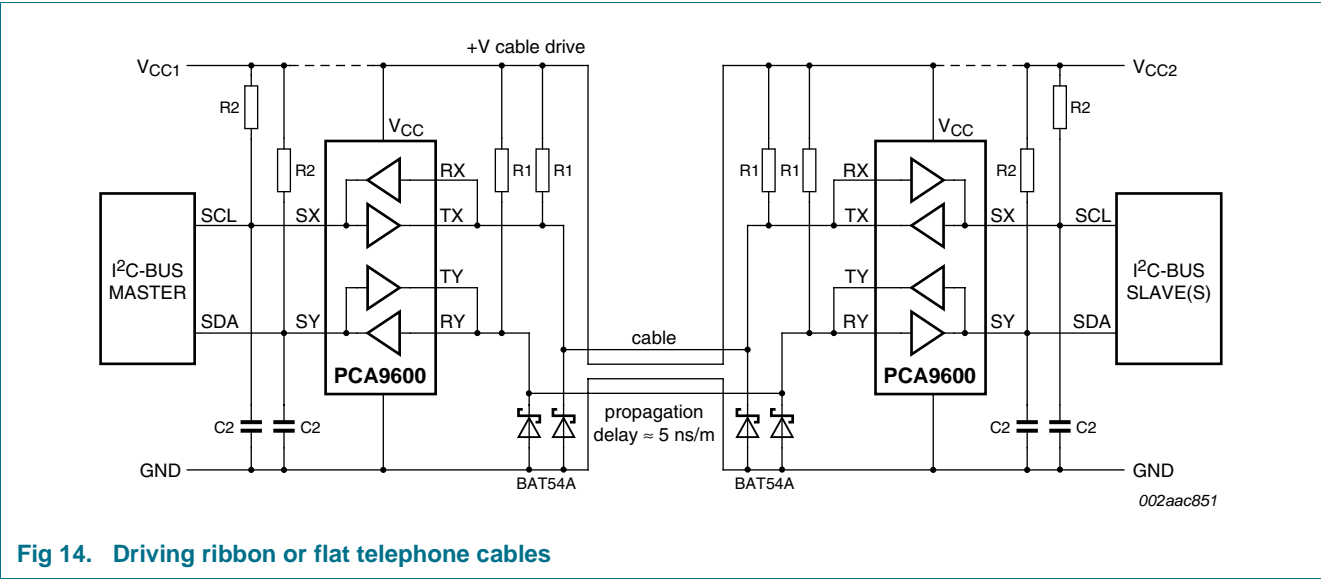 +V cable drive
VCC1
VCC2
R2
R2
VCC
VCC
R2
RX
R1
R1
R1
R1
RX
R2
SCL
SX
TX
TX
SX
SCL
I2C-BUS
MASTER
TY
TY
I2C-BUS
SLAVE(S)
SDA
SY
RY
RY
SY
SDA
cable
PCA9600
PCA9600
propagation
delay ≈ 5 ns/m
C2
C2
C2
C2
GND
GND
BAT54A
BAT54A
002aac851
Fig 14. Driving ribbon or flat telephone cables